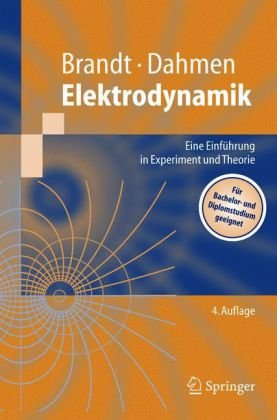 Brandt · Dahmen
Elektrodynamik
Eine Einführung
in Experiment und Theorie
Für
Bachelor- und
Diplomstudium
geeignet
4. Auflage
Springer